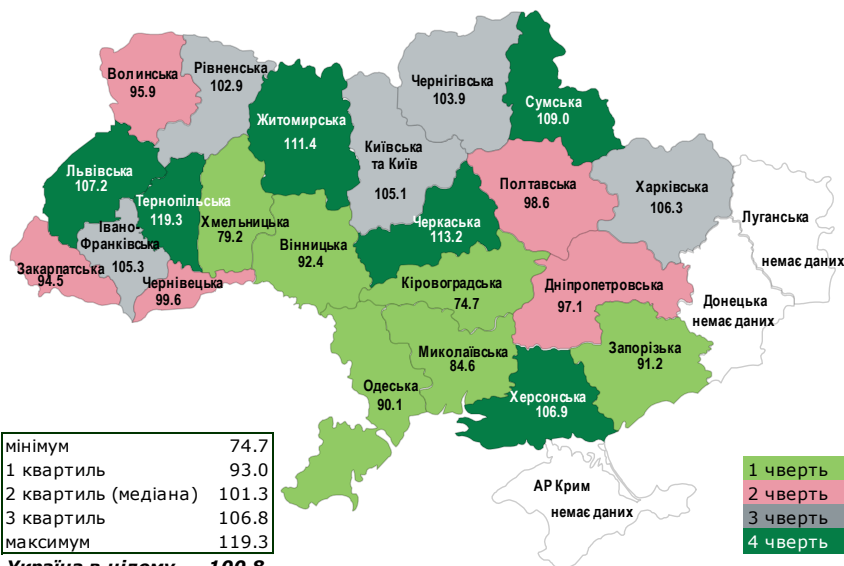 Волинська
95.9
Рівненська
102.9
Житомирська
111.4
Київська
та Київ
105.1
Чернігівська
103.9
Сумська
109.0
Львівська
107.2
Тернопільська
119.3
Хмельницька
79.2
Івано-
Франківська
105.3
Закарпатська
94.5
Чернівецька
99.6
Вінницька
92.4
Черкаська
113.2
Полтавська
98.6
Харківська
106.3
Луганська
немає даних
Кіровоградська
74.7
Дніпропетровська
97.1
Донецька
немає даних
Миколаївська
84.6
Запорізька
91.2
Одеська
90.1
Херсонська
106.9
АР Крим
немає даних
мінімум 74.7
1 квартиль 93.0
2 квартиль (медіана) 101.3
3 квартиль 106.8
максимум 119.3
Україна в цілому 100.8
1 чверть
2 чверть
3 чверть
4 чверть